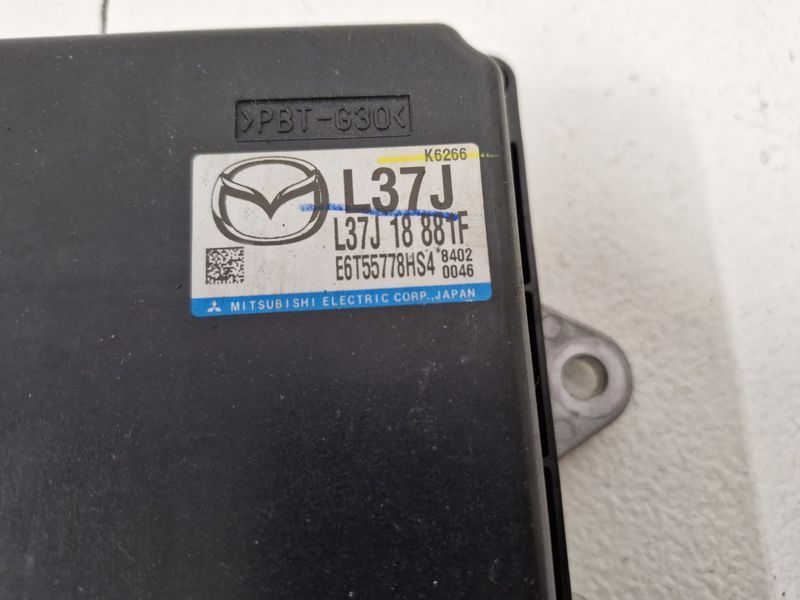 >PBT-G30<
K6266
L37J
L37J 18 881F
E6T55778HS4 * 8402
0046
MITSUBISHI ELECTRIC CORP., JAPAN